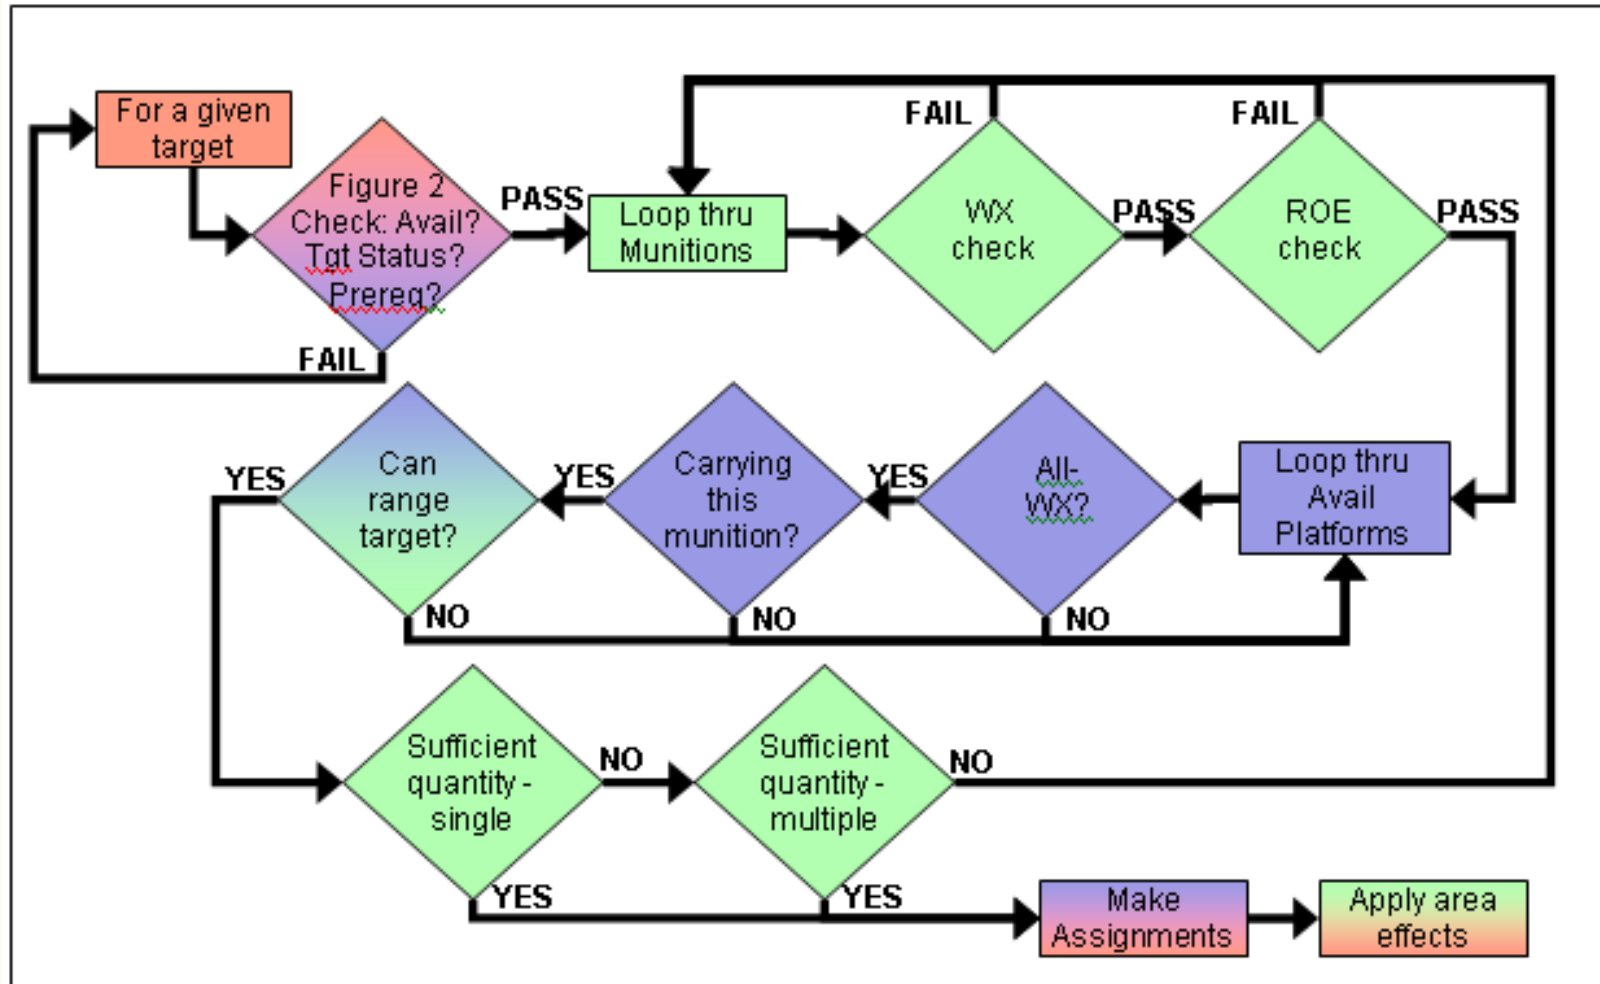 For a given
target
Figure 2
Check: Avail?
Tgt Status?
Prereq?
PASS
FAIL
Loop thru
Munitions
WX
check
FAIL
PASS
ROE
check
FAIL
PASS
Loop thru
Avail
Platforms
All-
WX?
YES
NO
Carrying
this
munition?
YES
NO
Can
range
target?
YES
NO
Sufficient
quantity -
single
NO
YES
Sufficient
quantity -
multiple
NO
YES
Make
Assignments
Apply area
effects